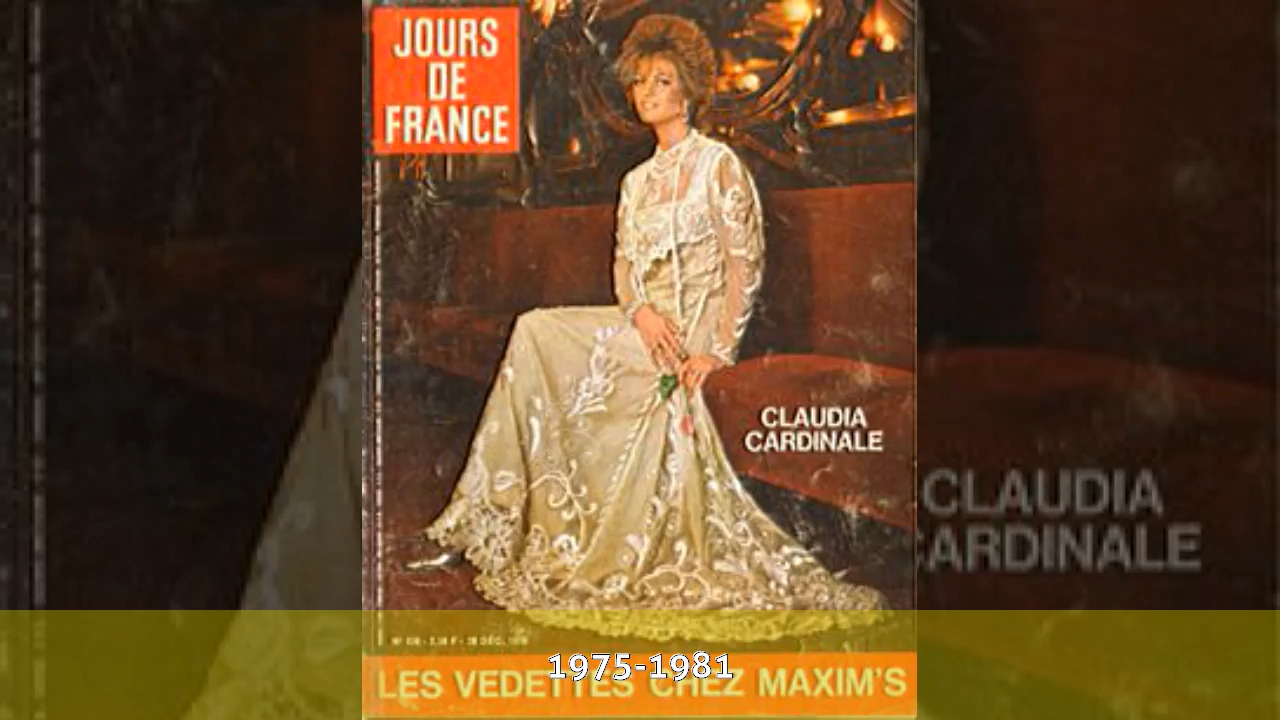 JOURS
DE
FRANCE
CLAUDIA
CARDINALE
CLAUDIA
CARDINALE
1975-1981
LES VEDETTES CHEZ MAXIM'S